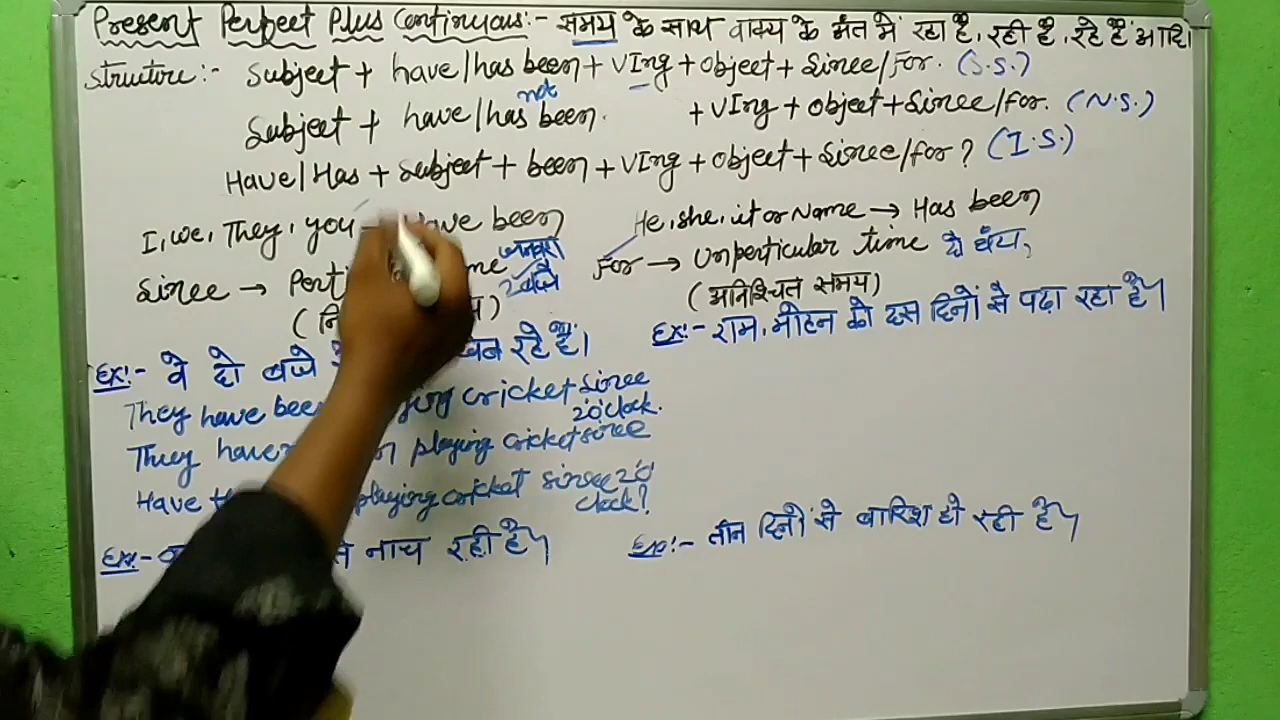 Present Perfect Plus Continuous:- समय के साथ वाक्य के अंत में रहा है, रही है, रहे हैं आदि।
Structure:- Subject + have/has been + VIng + Object + Since/For. (S.S.)
Subject + have/has not been. + VIng + Object + Since/For. (N.S.)
Have/Has + Subject + been + VIng + Object + Since/For? (I.S.)
I, We, They, you Have been
He, she, it or Name → Has been
Since →
For → Unperticular time दो घंटा,
(अनिश्चित समय)
Ex:- वे दो बजे रहे हैं।
They have been cricket since
2 o'clock.
They playing cricket since
Have playing cricket since 2 o'
clock?
Ex:- राम, मोहन को दस दिनों से पढ़ा रहा है।
Ex:- से नाच रही है।
Ex:- तीन दिनों से बारिश हो रही है।